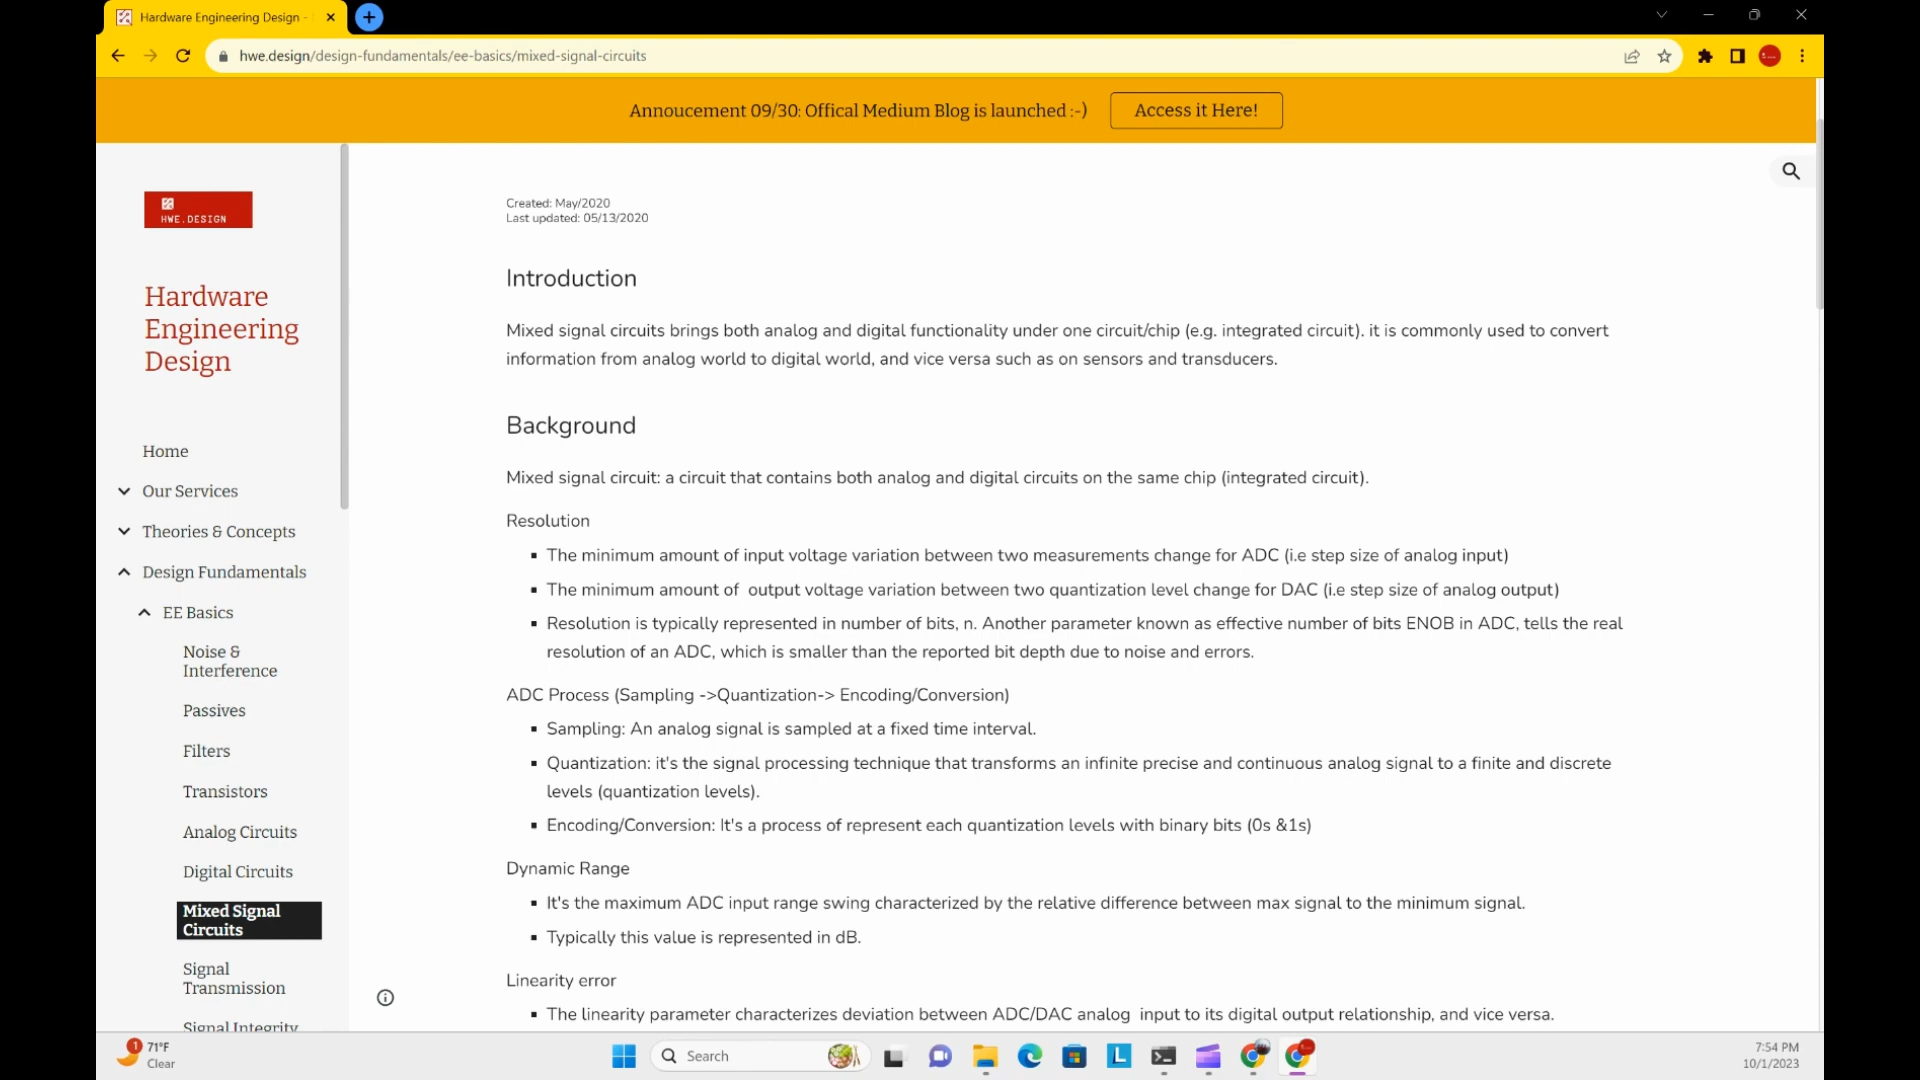 Hardware Engineering Design -
hwe.design/design-fundamentals/ee-basics/mixed-signal-circuits
Annoucement 09/30: Offical Medium Blog is launched :-)
Access it Here!
HWE.DESIGN
Hardware
Engineering
Design
Home
Our Services
Theories & Concepts
Design Fundamentals
EE Basics
Noise &
Interference
Passives
Filters
Transistors
Analog Circuits
Digital Circuits
Mixed Signal
Circuits
Signal
Transmission
Signal Integrity
Created: May/2020
Last updated: 05/13/2020
Introduction
Mixed signal circuits brings both analog and digital functionality under one circuit/chip (e.g. integrated circuit). it is commonly used to convert
information from analog world to digital world, and vice versa such as on sensors and transducers.
Background
Mixed signal circuit: a circuit that contains both analog and digital circuits on the same chip (integrated circuit).
Resolution
▪ The minimum amount of input voltage variation between two measurements change for ADC (i.e step size of analog input)
▪ The minimum amount of  output voltage variation between two quantization level change for DAC (i.e step size of analog output)
▪ Resolution is typically represented in number of bits, n. Another parameter known as effective number of bits ENOB in ADC, tells the real
resolution of an ADC, which is smaller than the reported bit depth due to noise and errors.
ADC Process (Sampling ->Quantization-> Encoding/Conversion)
▪ Sampling: An analog signal is sampled at a fixed time interval.
▪ Quantization: it's the signal processing technique that transforms an infinite precise and continuous analog signal to a finite and discrete
levels (quantization levels).
▪ Encoding/Conversion: It's a process of represent each quantization levels with binary bits (0s &1s)
Dynamic Range
▪ It's the maximum ADC input range swing characterized by the relative difference between max signal to the minimum signal.
▪ Typically this value is represented in dB.
Linearity error
▪ The linearity parameter characterizes deviation between ADC/DAC analog  input to its digital output relationship, and vice versa.
1
71°F
Clear
Search
L
7:54 PM
10/1/2023